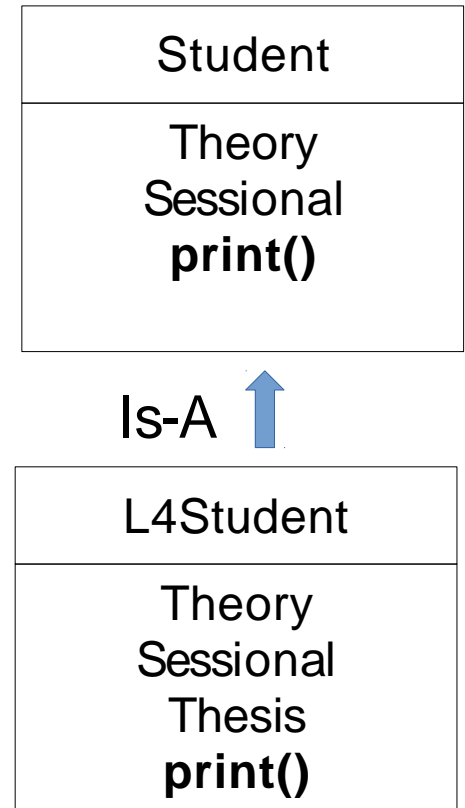 Student
Theory
Sessional
print()
Is-A
L4Student
Theory
Sessional
Thesis
print()